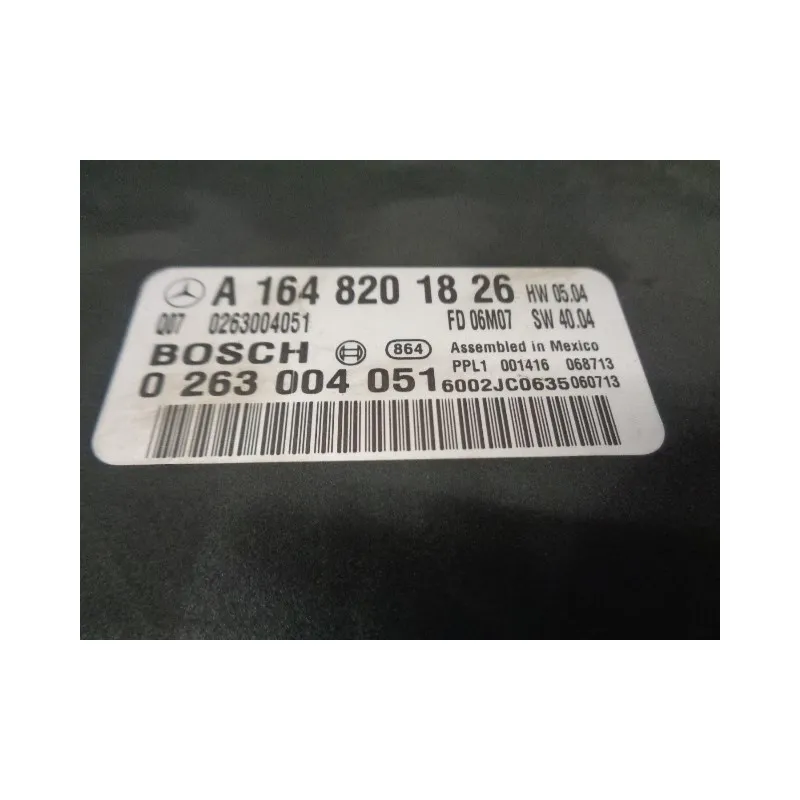 A 164 820 18 26 HW 05.04
Q07 0263004051 FD 06M07 SW 40.04
BOSCH 864 Assembled in Mexico
PPL1 001416 068713
0 263 004 051 6002JC0635060713